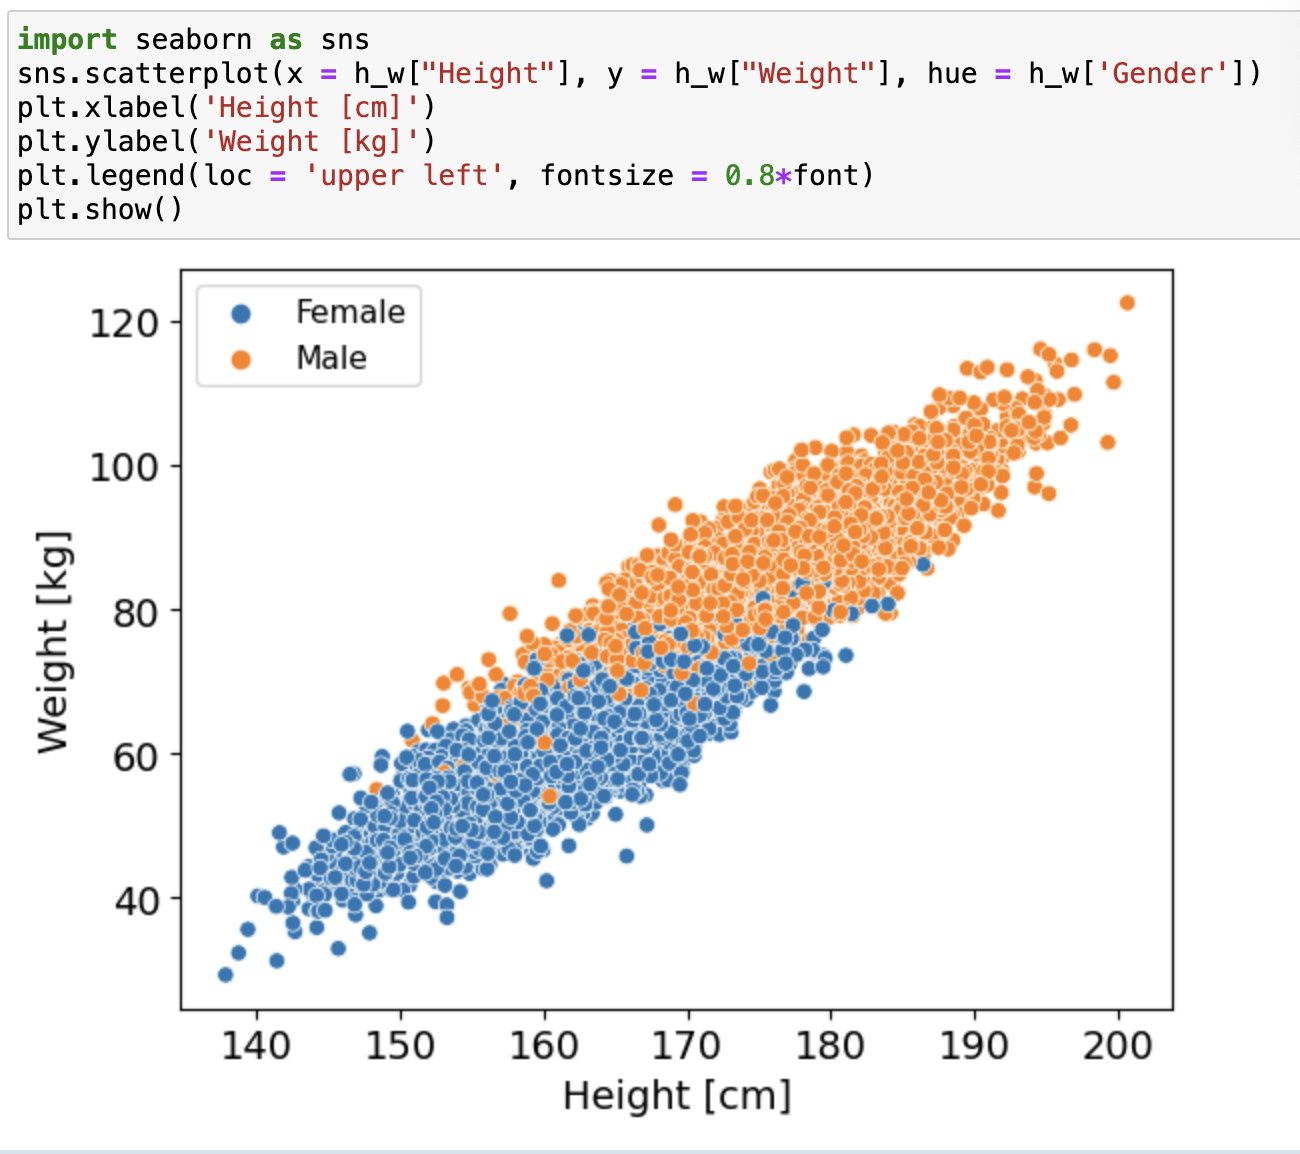 import seaborn as sns
sns.scatterplot(x = h_w["Height"], y = h_w["Weight"], hue = h_w['Gender'])
plt.xlabel('Height [cm]')
plt.ylabel('Weight [kg]')
plt.legend(loc = 'upper left', fontsize = 0.8*font)
plt.show()
Female
Male
120
100
80
60
40
Weight [kg]
140 150 160 170 180 190 200
Height [cm]